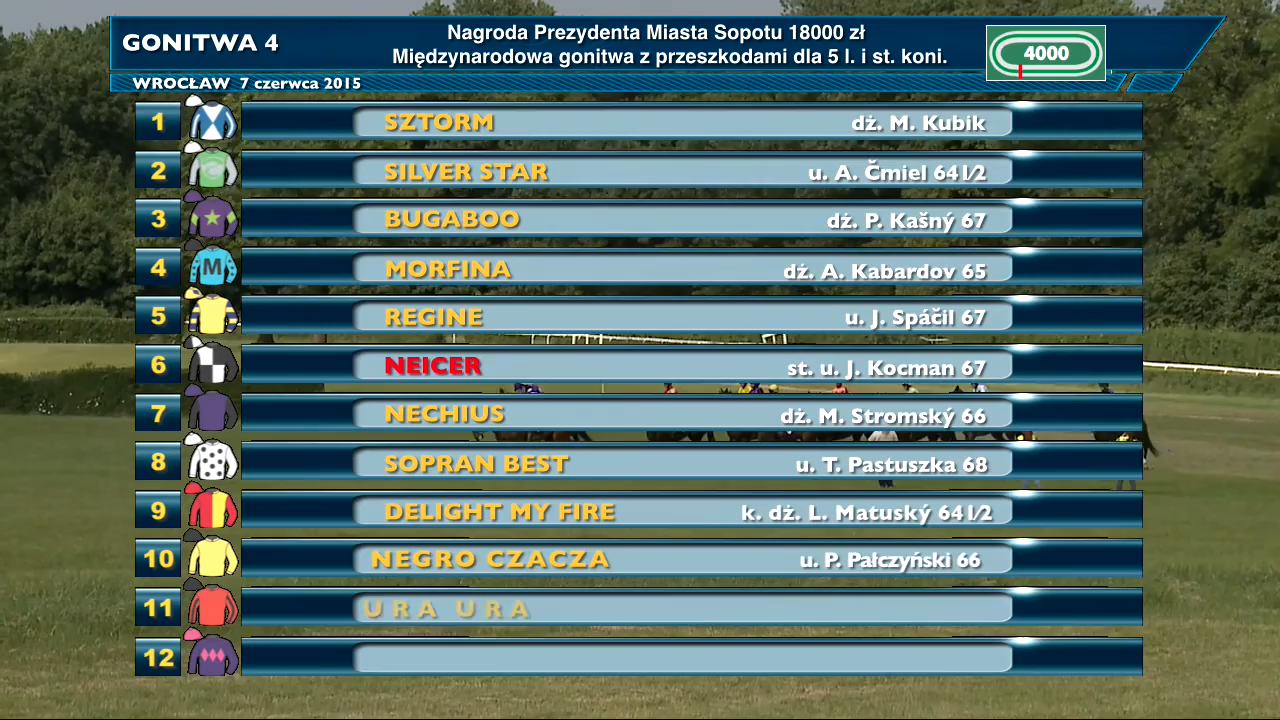 GONITWA 4
Nagroda Prezydenta Miasta Sopotu 18000 zł
Międzynarodowa gonitwa z przeszkodami dla 5 l. i st. koni.
4000
WROCŁAW 7 czerwca 2015
1 SZTORM dż. M. Kubik
2 SILVER STAR u. A. Čmiel 64 1/2
3 BUGABOO dż. P. Kašný 67
4 MORFINA dż. A. Kabardov 65
M
5 REGINE u. J. Spáčil 67
6 NEICER st. u. J. Kocman 67
7 NECHIUS dż. M. Stromský 66
8 SOPRAN BEST u. T. Pastuszka 68
9 DELIGHT MY FIRE k. dż. L. Matuský 64 1/2
10 NEGRO CZACZA u. P. Pałczyński 66
11 URA URA
12